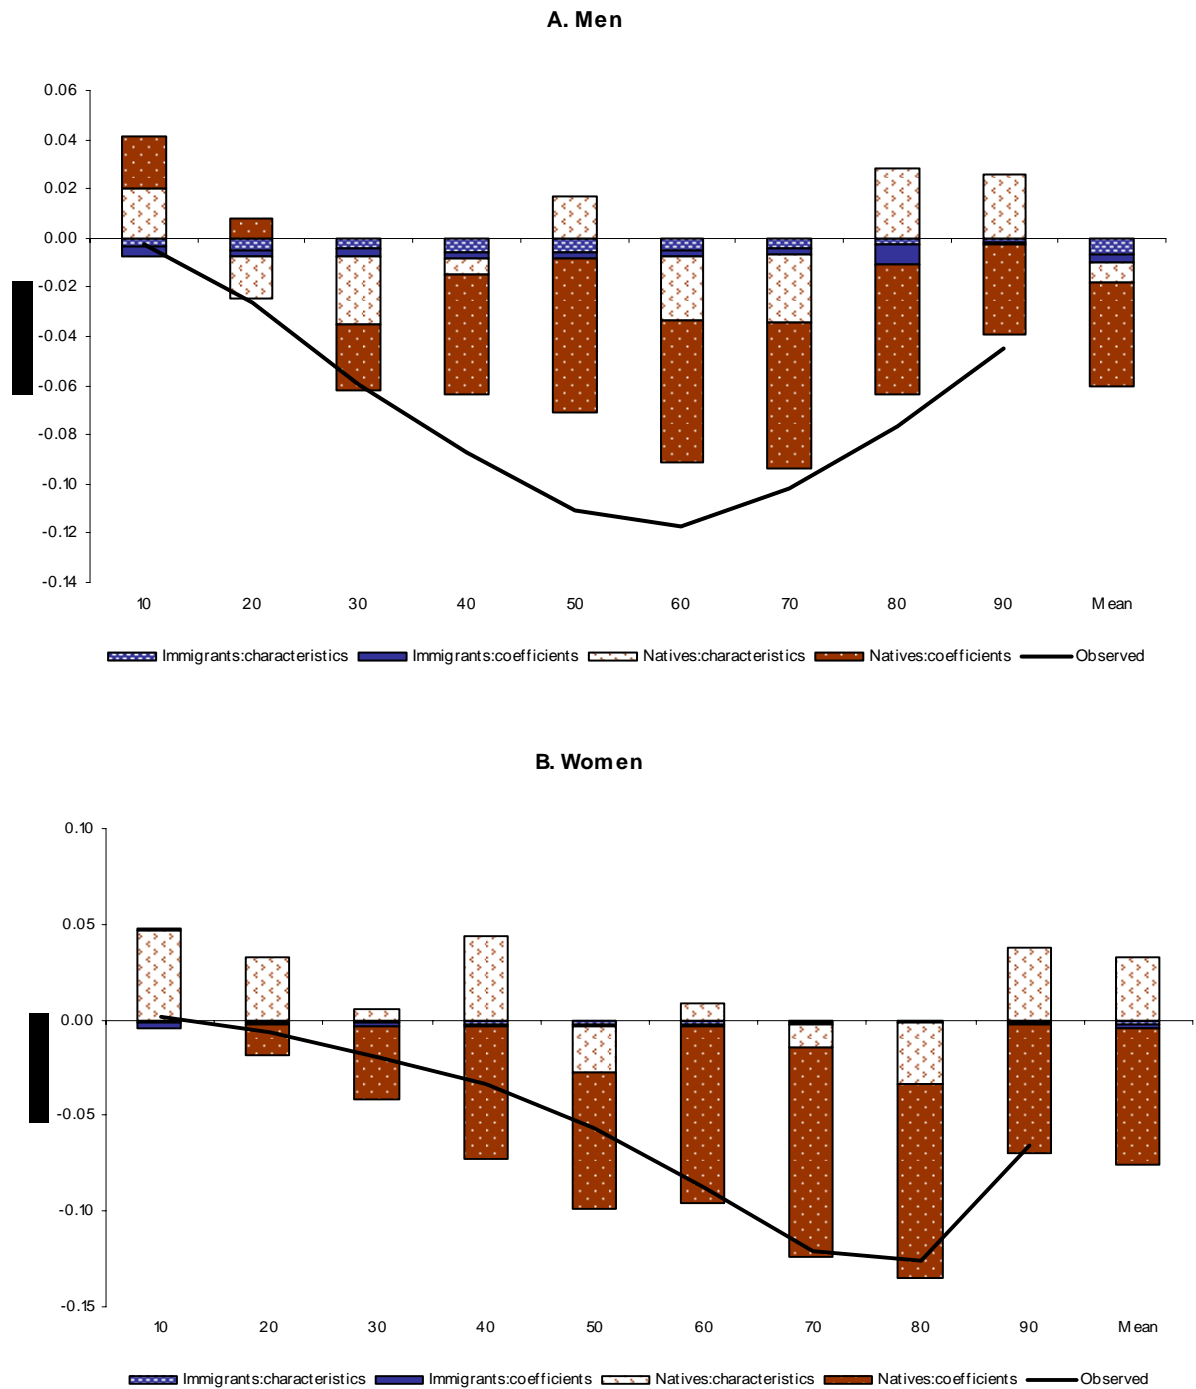 A. Men
0.06
0.04
0.02
0.00
-0.02
-0.04
-0.06
-0.08
-0.10
-0.12
-0.14
10 20 30 40 50 60 70 80 90 Mean
Immigrants:characteristics Immigrants:coefficients Natives:characteristics Natives:coefficients Observed
B. Women
0.10
0.05
0.00
-0.05
-0.10
-0.15
10 20 30 40 50 60 70 80 90 Mean
Immigrants:characteristics Immigrants:coefficients Natives:characteristics Natives:coefficients Observed